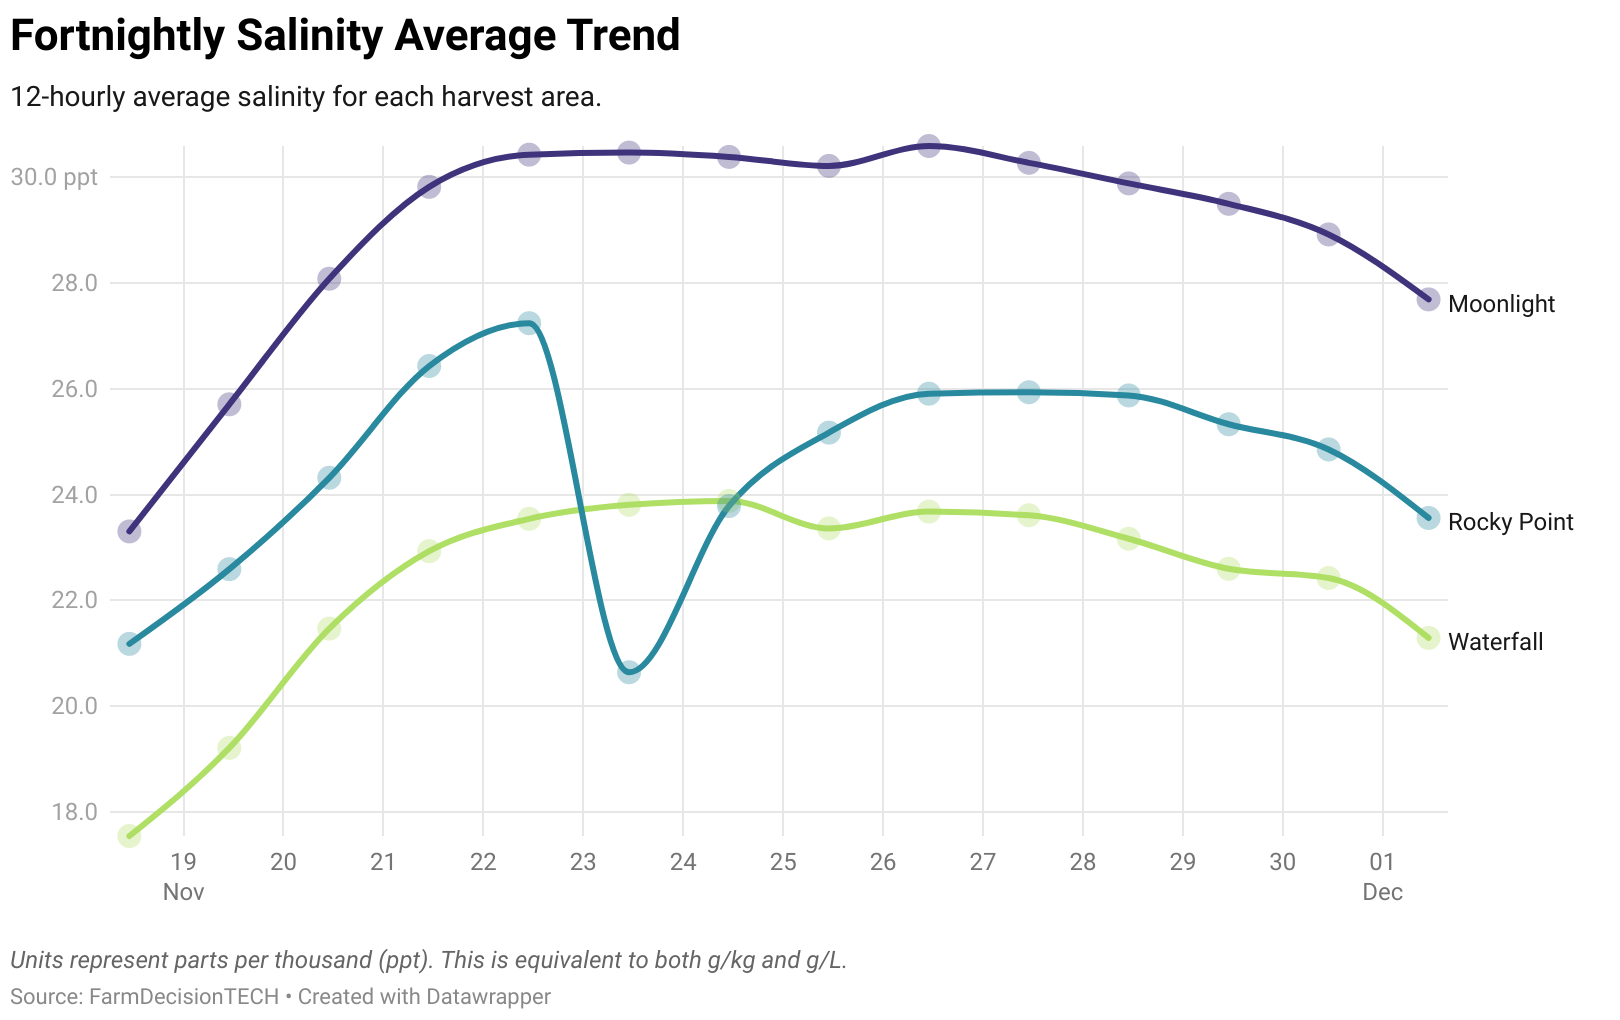 Fortnightly Salinity Average Trend
12-hourly average salinity for each harvest area.
30.0 ppt
28.0
Moonlight
26.0
24.0
Rocky Point
22.0
Waterfall
20.0
18.0
19 20 21 22 23 24 25 26 27 28 29 30 01
Nov Dec
Units represent parts per thousand (ppt). This is equivalent to both g/kg and g/L.
Source: FarmDecisionTECH • Created with Datawrapper